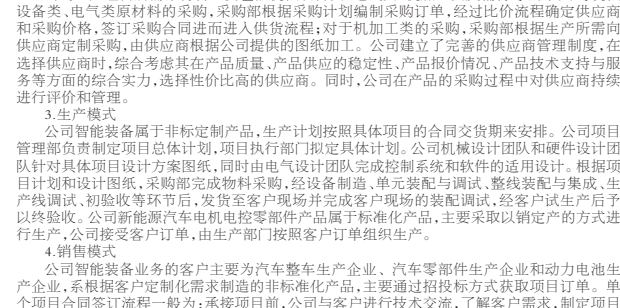 设备类、电气类原材料的采购,采购部根据采购计划编制采购订单,经过比价流程确定供应商
和采购价格,签订采购合同进而进入供货流程;对于机加工类的采购,采购部根据生产所需向
供应商定制采购,由供应商根据公司提供的图纸加工。公司建立了完善的供应商管理制度,在
选择供应商时,综合考虑其在产品质量、产品供应的稳定性、产品报价情况、产品技术支持与服
务等方面的综合实力,选择性价比高的供应商。同时,公司在产品的采购过程中对供应商持续
进行评价和管理。
3.生产模式
公司智能装备属于非标定制产品,生产计划按照具体项目的合同交货期来安排。公司项目
管理部负责制定项目总体计划,项目执行部门拟定具体计划。公司机械设计团队和硬件设计团
队针对具体项目设计方案图纸,同时由电气设计团队完成控制系统和软件的适用设计。根据项
目计划和设计图纸,采购部完成物料采购,经设备制造、单元装配与调试、整线装配与集成、生
产线调试、初验收等环节后,发货至客户现场并完成客户现场的装配调试,经客户试生产后予
以终验收。公司新能源汽车电机电控零部件产品属于标准化产品,主要采取以销定产的方式进
行生产,公司接受客户订单,由生产部门按照客户订单组织生产。
4.销售模式
公司智能装备业务的客户主要为汽车整车生产企业、汽车零部件生产企业和动力电池生
产企业,系根据客户定制化需求制造的非标准化产品,主要通过招投标方式获取项目订单。单
个项目合同签订流程一般为:承接项目前,公司与客户进行技术交流,了解客户需求,制定项目